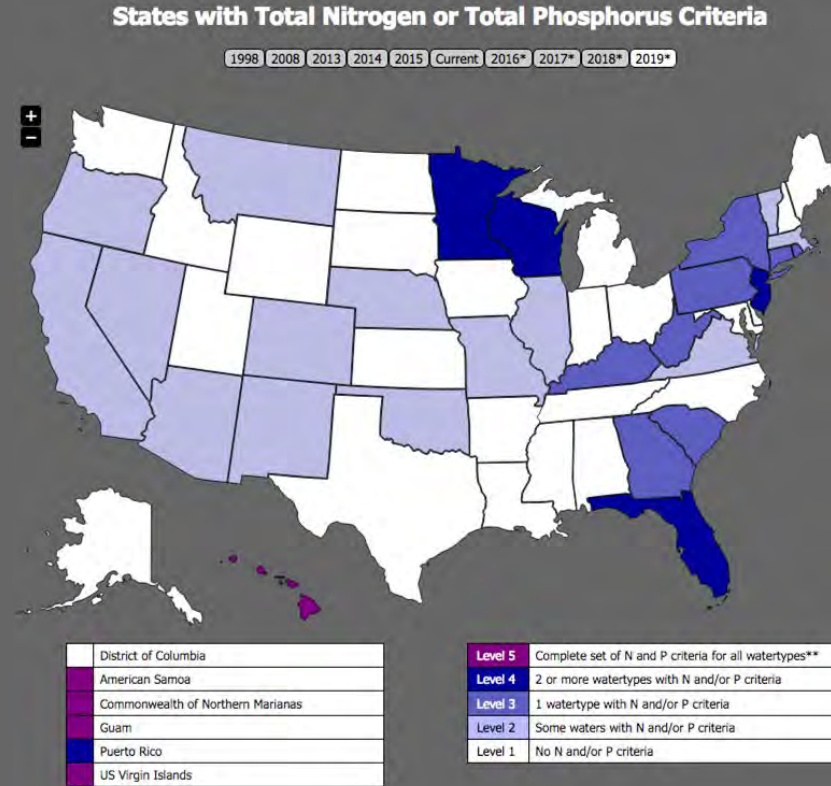 States with Total Nitrogen or Total Phosphorus Criteria
1998 2008 2013 2014 2015 Current 2016* 2017* 2018* 2019*
+
−
District of Columbia
American Samoa
Commonwealth of Northern Marianas
Guam
Puerto Rico
US Virgin Islands
Level 5 Complete set of N and P criteria for all watertypes**
Level 4 2 or more watertypes with N and/or P criteria
Level 3 1 watertype with N and/or P criteria
Level 2 Some waters with N and/or P criteria
Level 1 No N and/or P criteria